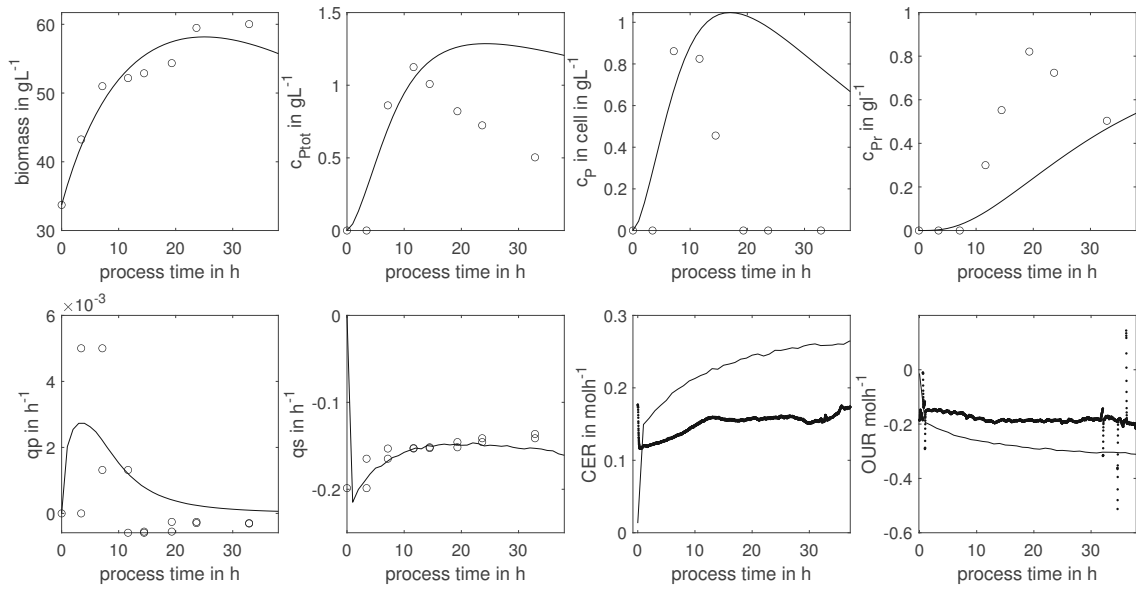 biomass in gL⁻¹
60
50
40
30
0 10 20 30
process time in h
c_Ptot in gL⁻¹
1.5
1
0.5
0
0 10 20 30
process time in h
c_P in cell in gL⁻¹
1
0.8
0.6
0.4
0.2
0
0 10 20 30
process time in h
c_Pr in gl⁻¹
1
0.8
0.6
0.4
0.2
0
0 10 20 30
process time in h
×10⁻³
qp in h⁻¹
6
4
2
0
0 10 20 30
process time in h
qs in h⁻¹
0
-0.1
-0.2
0 10 20 30
process time in h
CER in molh⁻¹
0.3
0.2
0.1
0
0 10 20 30
process time in h
OUR molh⁻¹
0
-0.2
-0.4
-0.6
0 10 20 30
process time in h